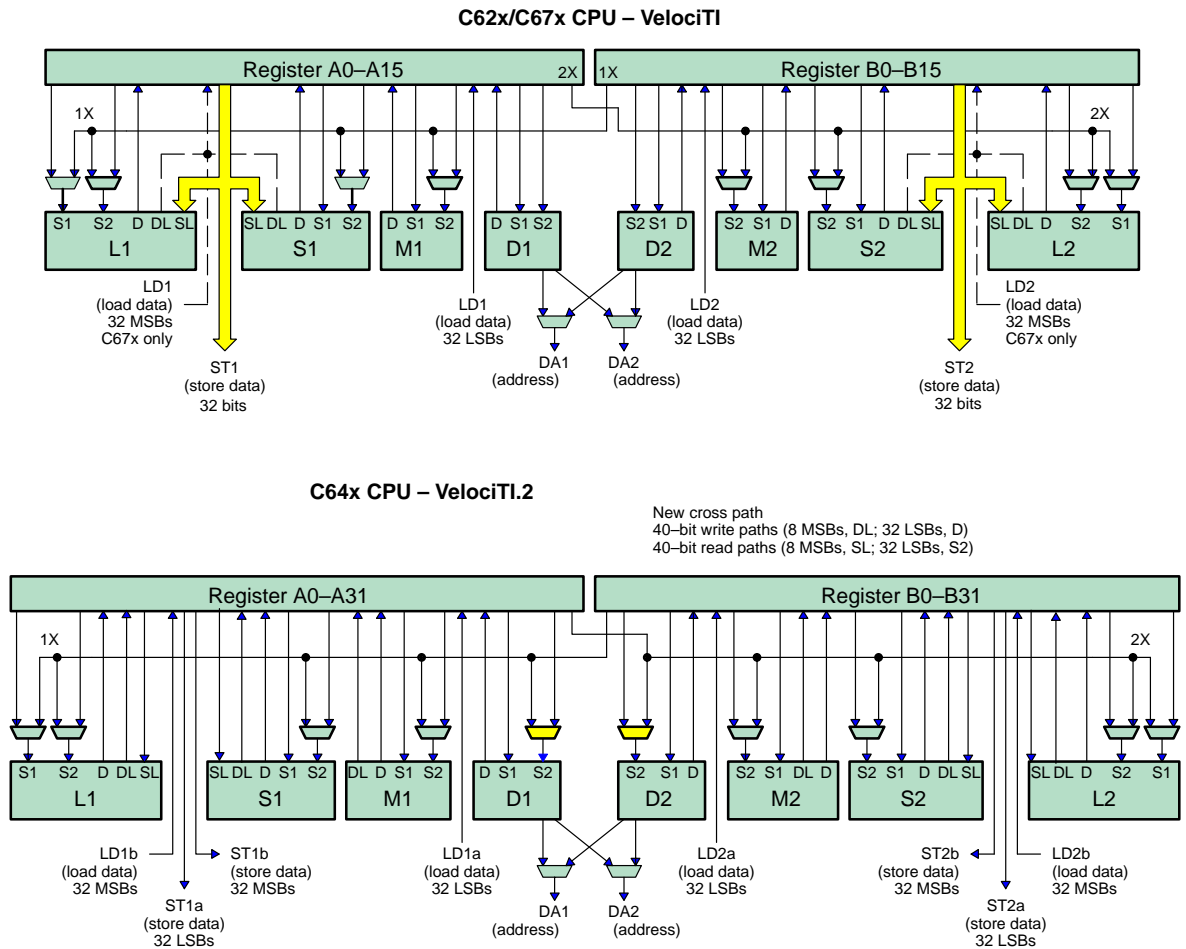 C62x/C67x CPU – VelociTI
Register A0–A15
2X
1X
Register B0–B15
1X
2X
S1 S2 D DL SL
SL DL D S1 S2
D S1 S2
D S1 S2
S2 S1 D
S2 S1 D
S2 S1 D DL SL
SL DL D S2 S1
L1
S1
M1
D1
D2
M2
S2
L2
LD1
(load data)
32 MSBs
C67x only
LD1
(load data)
32 LSBs
LD2
(load data)
32 LSBs
LD2
(load data)
32 MSBs
C67x only
ST1
(store data)
32 bits
DA1
(address)
DA2
(address)
ST2
(store data)
32 bits
C64x CPU – VelociTI.2
New cross path
40–bit write paths (8 MSBs, DL; 32 LSBs, D)
40–bit read paths (8 MSBs, SL; 32 LSBs, S2)
Register A0–A31
Register B0–B31
1X
2X
S1 S2 D DL SL
SL DL D S1 S2
DL D S1 S2
D S1 S2
S2 S1 D
S2 S1 DL D
S2 S1 D DL SL
SL DL D S2 S1
L1
S1
M1
D1
D2
M2
S2
L2
LD1b
(load data)
32 MSBs
ST1b
(store data)
32 MSBs
LD1a
(load data)
32 LSBs
LD2a
(load data)
32 LSBs
ST2b
(store data)
32 MSBs
LD2b
(load data)
32 MSBs
ST1a
(store data)
32 LSBs
DA1
(address)
DA2
(address)
ST2a
(store data)
32 LSBs